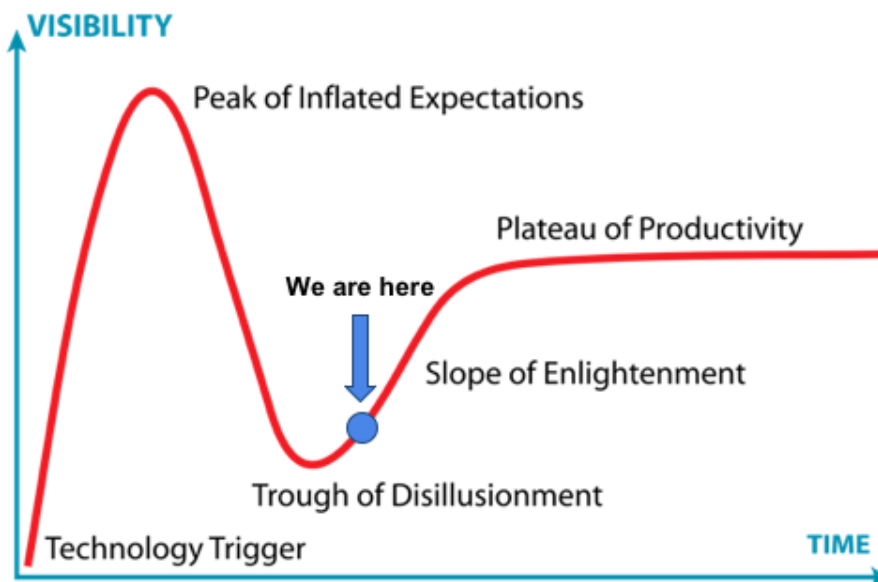 VISIBILITY
Peak of Inflated Expectations
Plateau of Productivity
We are here
Slope of Enlightenment
Trough of Disillusionment
Technology Trigger
TIME